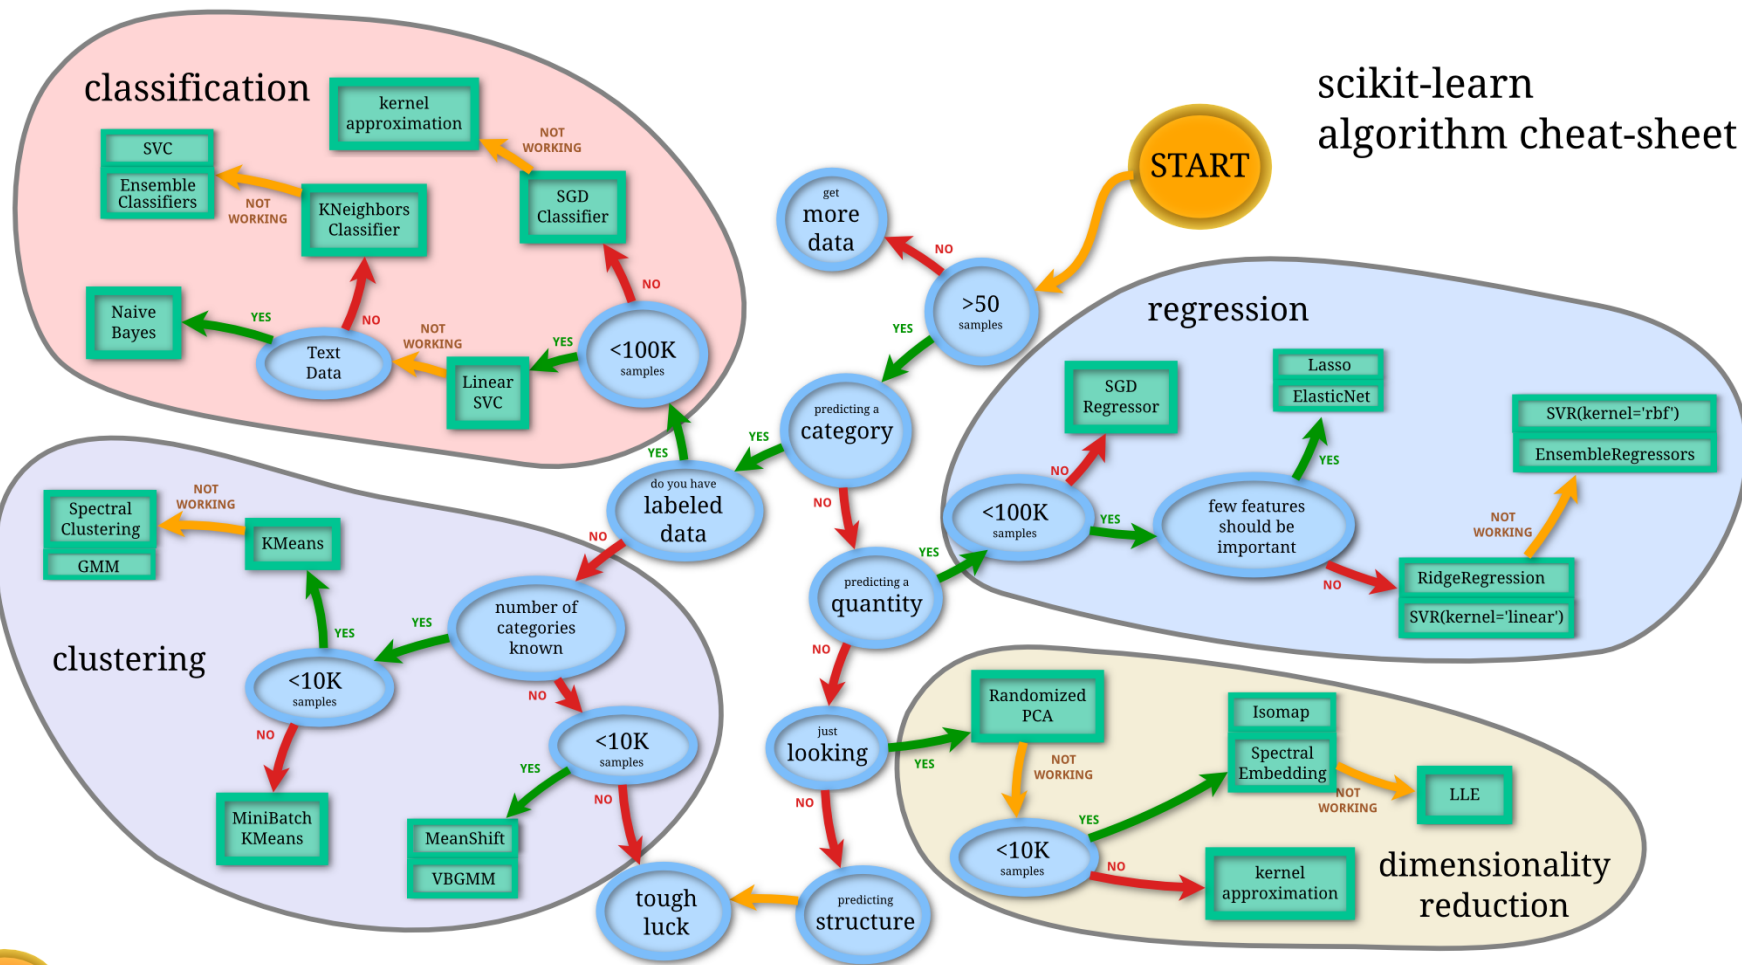 scikit-learn
algorithm cheat-sheet
START
classification
kernel
approximation
NOT
WORKING
SVC
Ensemble
Classifiers
NOT
WORKING
KNeighbors
Classifier
SGD
Classifier
NO
Naive
Bayes
YES
Text
Data
NO
NOT
WORKING
Linear
SVC
YES
<100K
samples
YES
get
more
data
NO
>50
samples
YES
predicting a
category
YES
NO
do you have
labeled
data
NO
predicting a
quantity
YES
NO
just
looking
YES
NO
predicting
structure
tough
luck
regression
SGD
Regressor
NO
<100K
samples
YES
few features
should be
important
YES
Lasso
ElasticNet
NO
RidgeRegression
SVR(kernel='linear')
NOT
WORKING
SVR(kernel='rbf')
EnsembleRegressors
clustering
Spectral
Clustering
GMM
NOT
WORKING
KMeans
YES
<10K
samples
NO
MiniBatch
KMeans
YES
number of
categories
known
NO
<10K
samples
YES
NO
MeanShift
VBGMM
dimensionality
reduction
Randomized
PCA
NOT
WORKING
<10K
samples
YES
NO
Isomap
Spectral
Embedding
NOT
WORKING
LLE
kernel
approximation